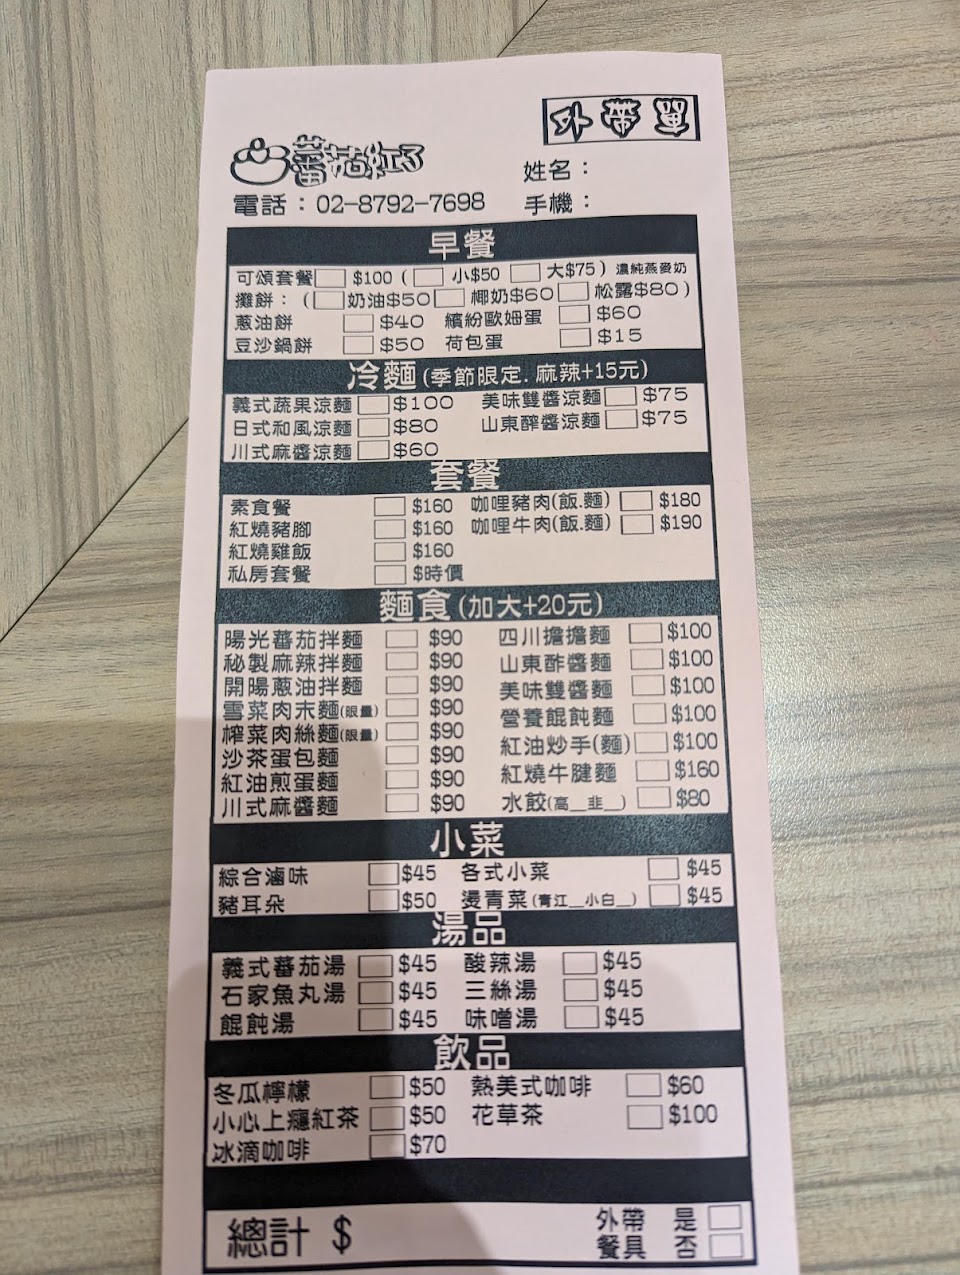 外帶單
蕃茄紅了
姓名：
電話：02-8792-7698 手機：
早餐
可頌套餐 $100 ( 小$50 大$75) 濃純燕麥奶
攤餅：( 奶油$50 椰奶$60 松露$80)
蔥油餅 $40 繽紛歐姆蛋 $60
豆沙鍋餅 $50 荷包蛋 $15
冷麵(季節限定. 麻辣+15元)
義式蔬果涼麵 $100 美味雙醬涼麵 $75
日式和風涼麵 $80 山東醡醬涼麵 $75
川式麻醬涼麵 $60
套餐
素食餐 $160 咖哩豬肉(飯.麵) $180
紅燒豬腳 $160 咖哩牛肉(飯.麵) $190
紅燒雞飯 $160
私房套餐 $時價
麵食(加大+20元)
陽光蕃茄拌麵 $90 四川擔擔麵 $100
秘製麻辣拌麵 $90 山東酢醬麵 $100
開陽蔥油拌麵 $90 美味雙醬麵 $100
雪菜肉末麵(限量) $90 營養餛飩麵 $100
榨菜肉絲麵(限量) $90 紅油炒手(麵) $100
沙茶蛋包麵 $90 紅燒牛腱麵 $160
紅油煎蛋麵 $90 水餃(高__韭__) $80
川式麻醬麵 $90
小菜
綜合滷味 $45 各式小菜 $45
豬耳朵 $50 燙青菜(青江__小白__) $45
湯品
義式蕃茄湯 $45 酸辣湯 $45
石家魚丸湯 $45 三絲湯 $45
餛飩湯 $45 味噌湯 $45
飲品
冬瓜檸檬 $50 熱美式咖啡 $60
小心上癮紅茶 $50 花草茶 $100
冰滴咖啡 $70
總計 $ 外帶餐具 是 否